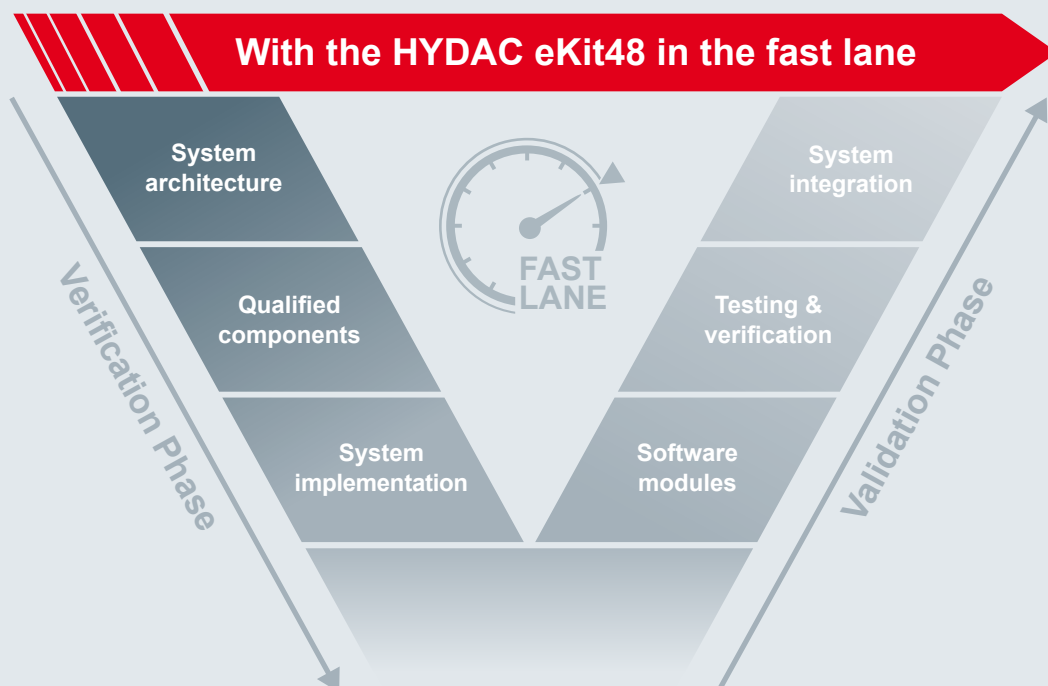 With the HYDAC eKit48 in the fast lane
System
architecture
System
integration
FAST
LANE
Qualified
components
Testing &
verification
System
implementation
Software
modules
Verification Phase
Validation Phase